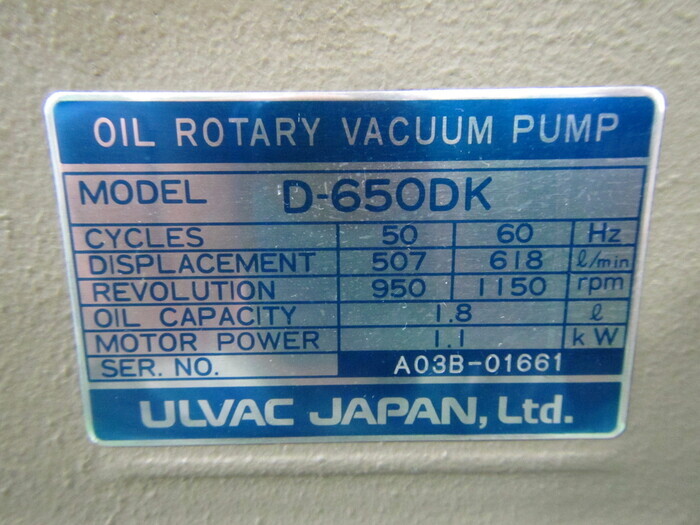 OIL ROTARY VACUUM PUMP
MODEL D-650DK
CYCLES 50 60 Hz
DISPLACEMENT 507 618 ℓ/min
REVOLUTION 950 1150 rpm
OIL CAPACITY 1.8 ℓ
MOTOR POWER 1.1 kW
SER. NO. A03B-01661
ULVAC JAPAN, Ltd.